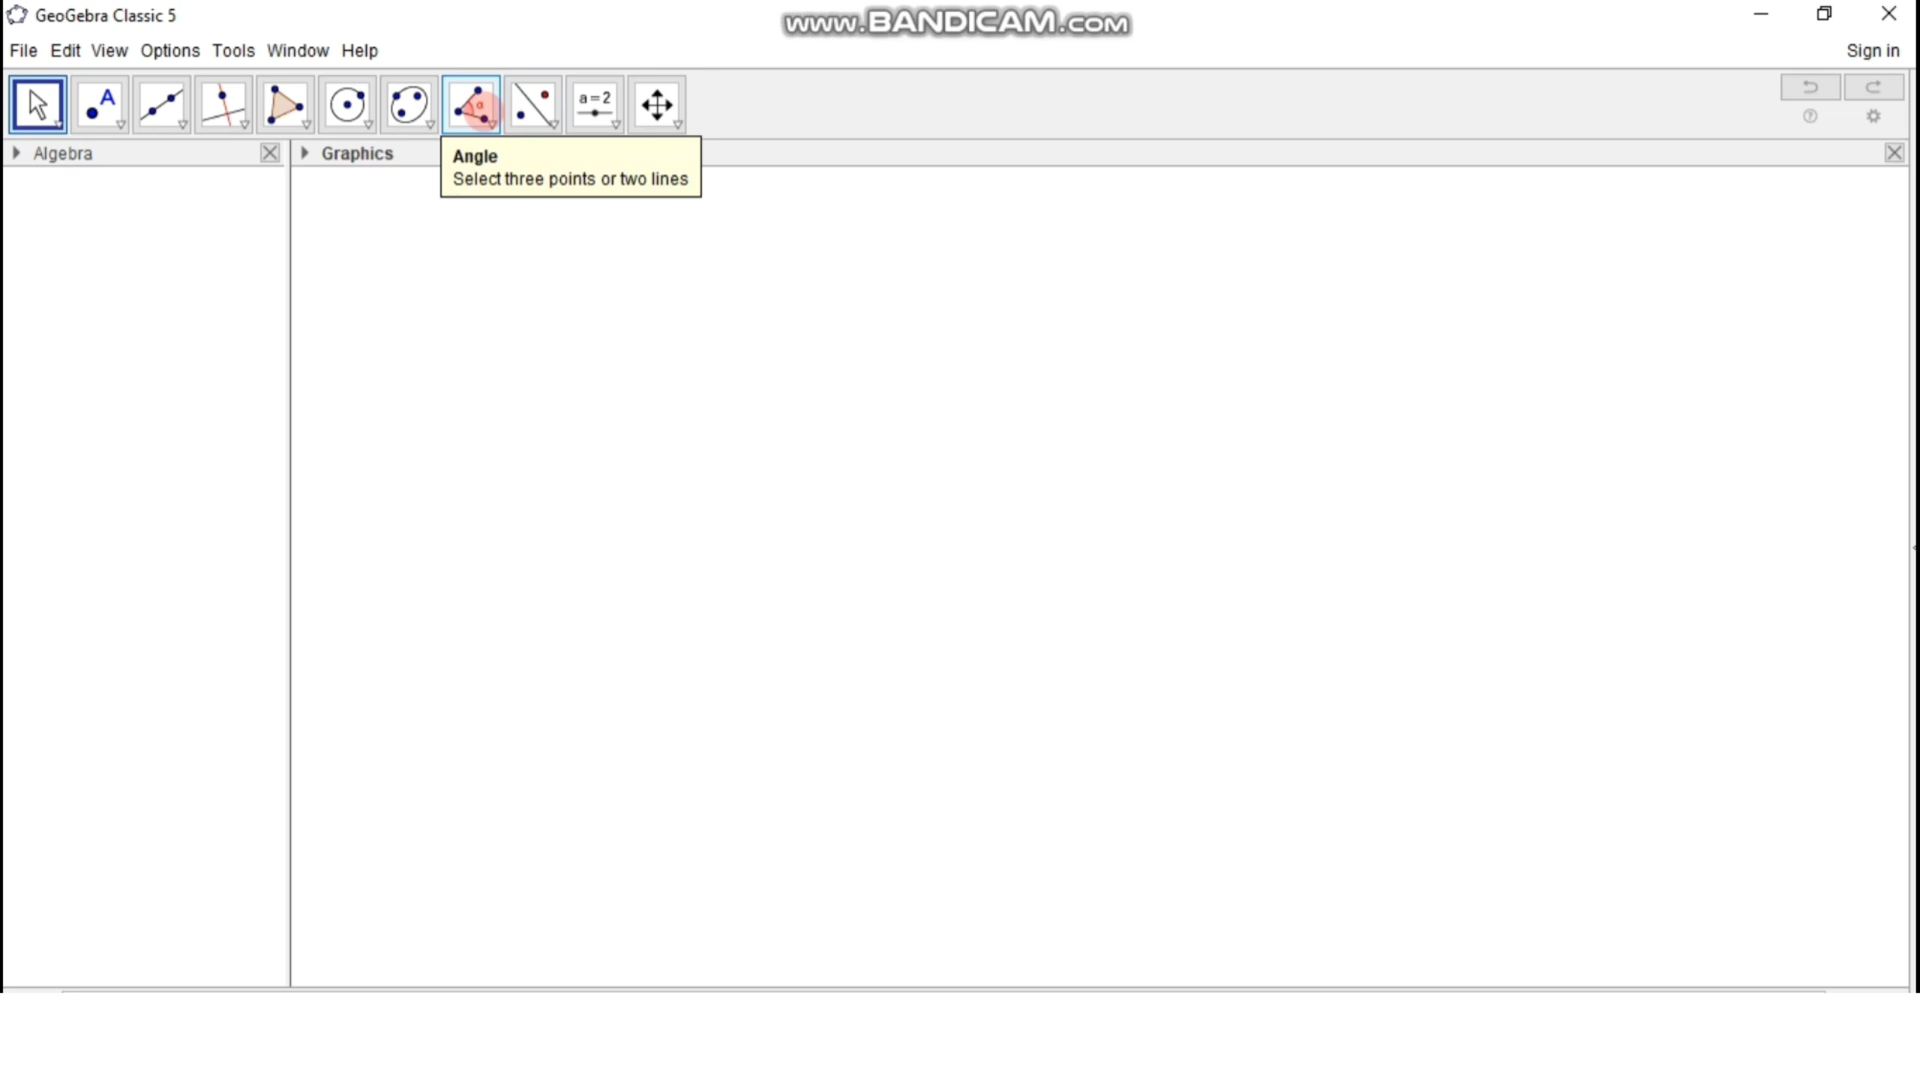 GeoGebra Classic 5
www.BANDICAM.com
File Edit View Options Tools Window Help
Sign in
A
α
a=2
Algebra
Graphics
Angle
Select three points or two lines